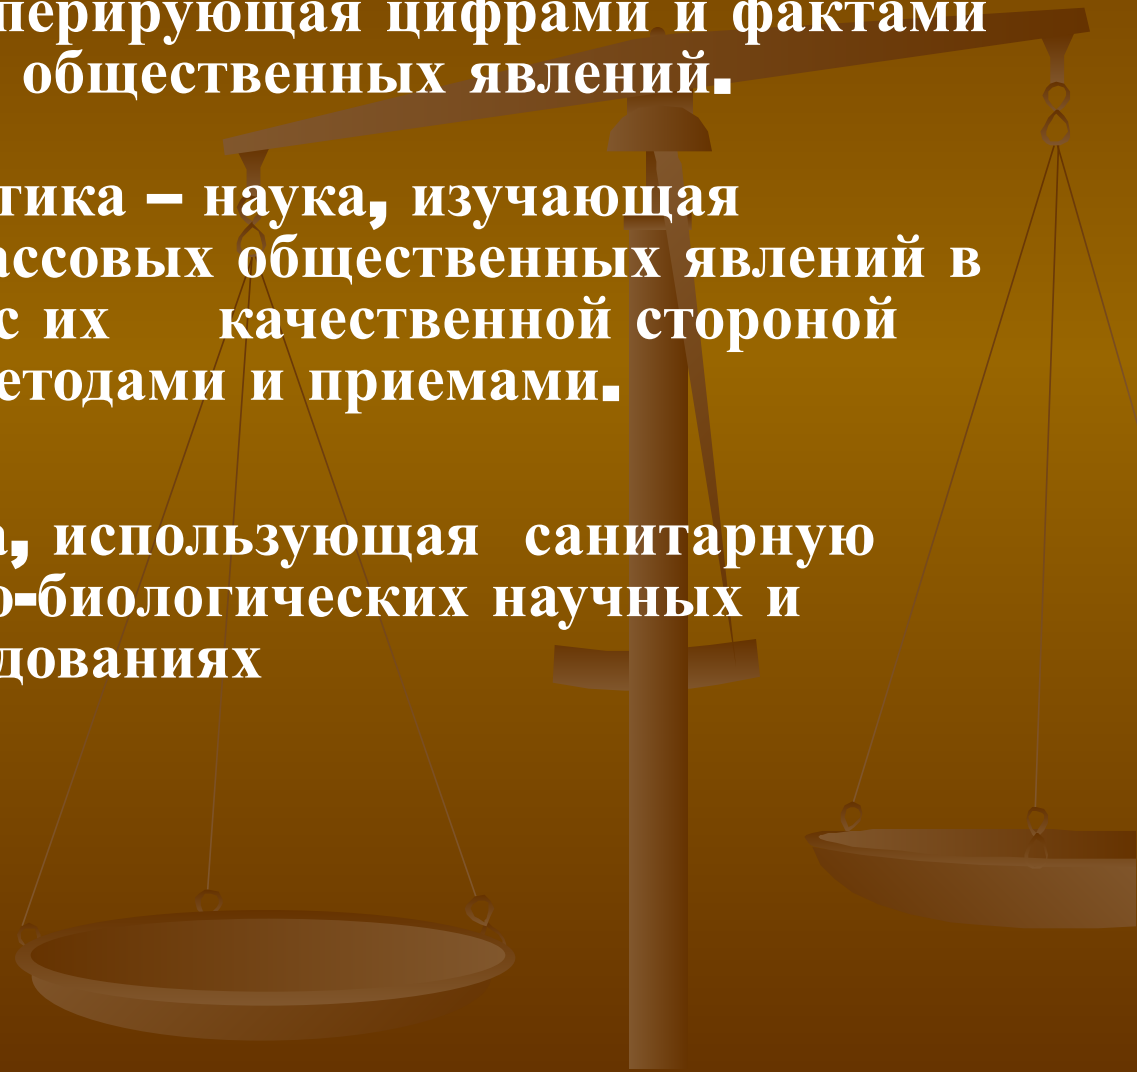 перирующая цифрами и фактами
общественных явлений.
тика – наука, изучающая
ассовых общественных явлений в
с их качественной стороной
етодами и приемами.
а, использующая санитарную
о-биологических научных и
дованиях